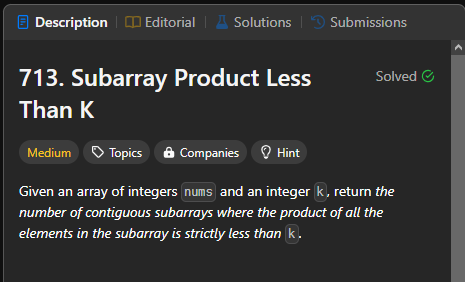 Description | Editorial | Solutions | Submissions
713. Subarray Product Less
Than K
Solved
Medium Topics Companies Hint
Given an array of integers nums and an integer k, return the
number of contiguous subarrays where the product of all the
elements in the subarray is strictly less than k.